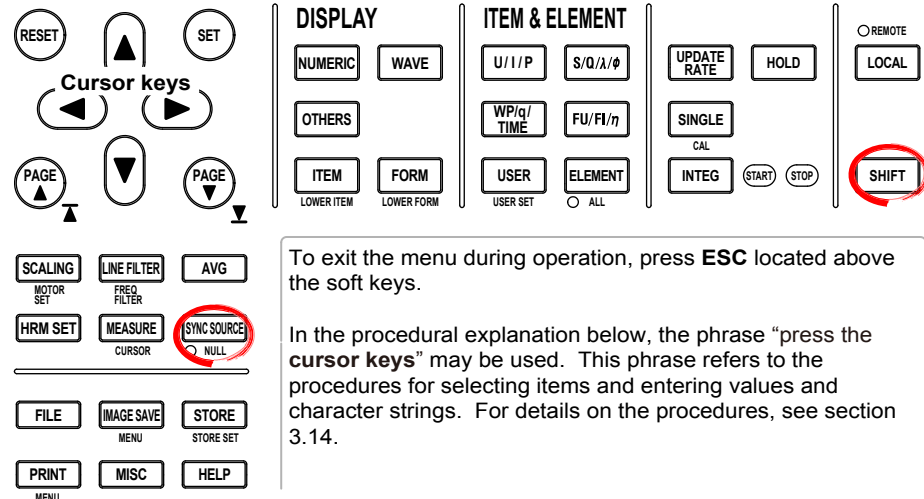 RESET
SET
Cursor keys
PAGE
PAGE
DISPLAY
NUMERIC
WAVE
OTHERS
ITEM
FORM
LOWER ITEM
LOWER FORM
ITEM & ELEMENT
U / I / P
S/Q/λ/ϕ
WP/q/
TIME
FU/FI/η
USER
ELEMENT
USER SET
ALL
UPDATE
RATE
HOLD
SINGLE
CAL
INTEG
START
STOP
REMOTE
LOCAL
SHIFT
SCALING
LINE FILTER
AVG
MOTOR
SET
FREQ
FILTER
HRM SET
MEASURE
SYNC SOURCE
CURSOR
NULL
FILE
IMAGE SAVE
STORE
MENU
STORE SET
PRINT
MISC
HELP
MENU
To exit the menu during operation, press ESC located above
the soft keys.
In the procedural explanation below, the phrase “press the
cursor keys” may be used. This phrase refers to the
procedures for selecting items and entering values and
character strings. For details on the procedures, see section
3.14.